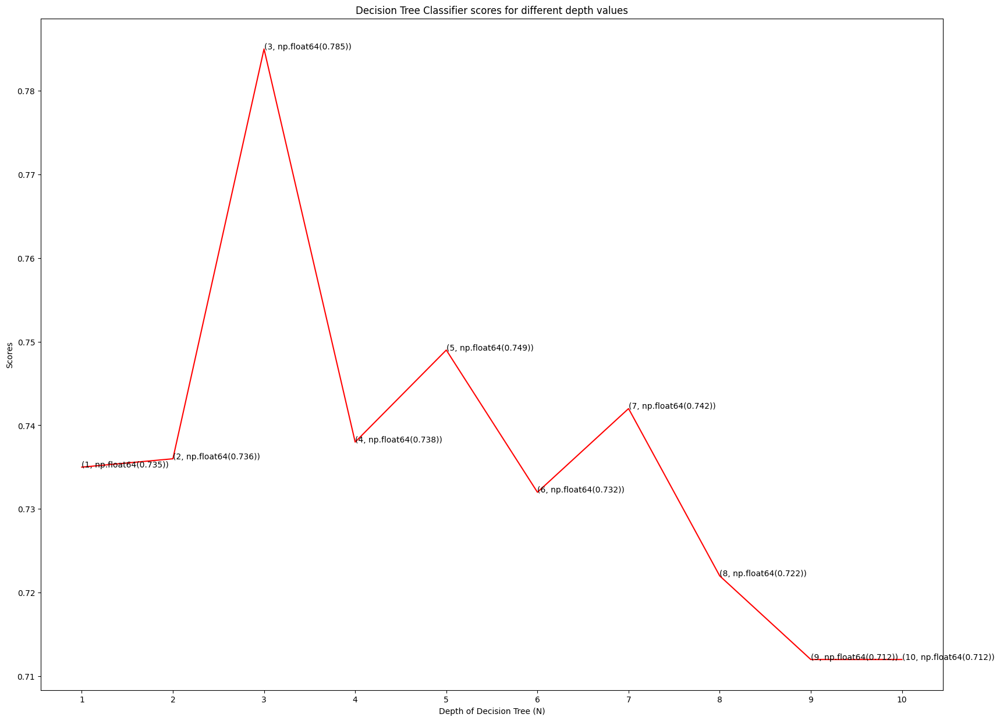 Decision Tree Classifier scores for different depth values
(3, np.float64(0.785))
0.78
0.77
0.76
0.75
(5, np.float64(0.749))
Scores
(7, np.float64(0.742))
0.74
(4, np.float64(0.738))
(2, np.float64(0.736))
(1, np.float64(0.735))
(6, np.float64(0.732))
0.73
(8, np.float64(0.722))
0.72
(9, np.float64(0.712)) (10, np.float64(0.712))
0.71
1 2 3 4 5 6 7 8 9 10
Depth of Decision Tree (N)